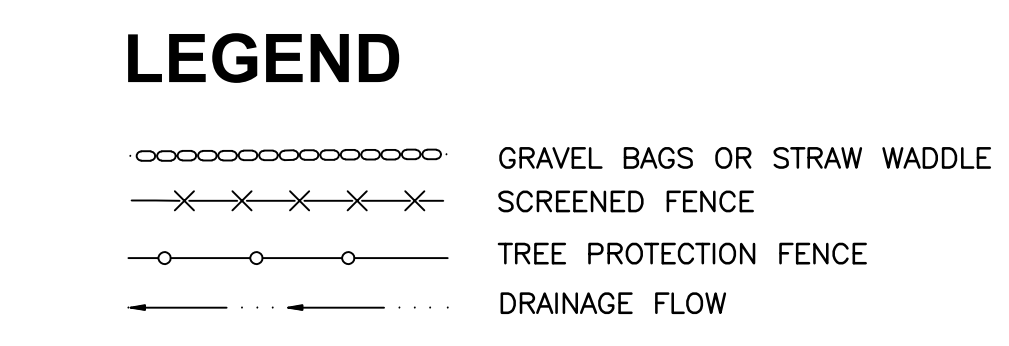 LEGEND
GRAVEL BAGS OR STRAW WADDLE
SCREENED FENCE
TREE PROTECTION FENCE
DRAINAGE FLOW